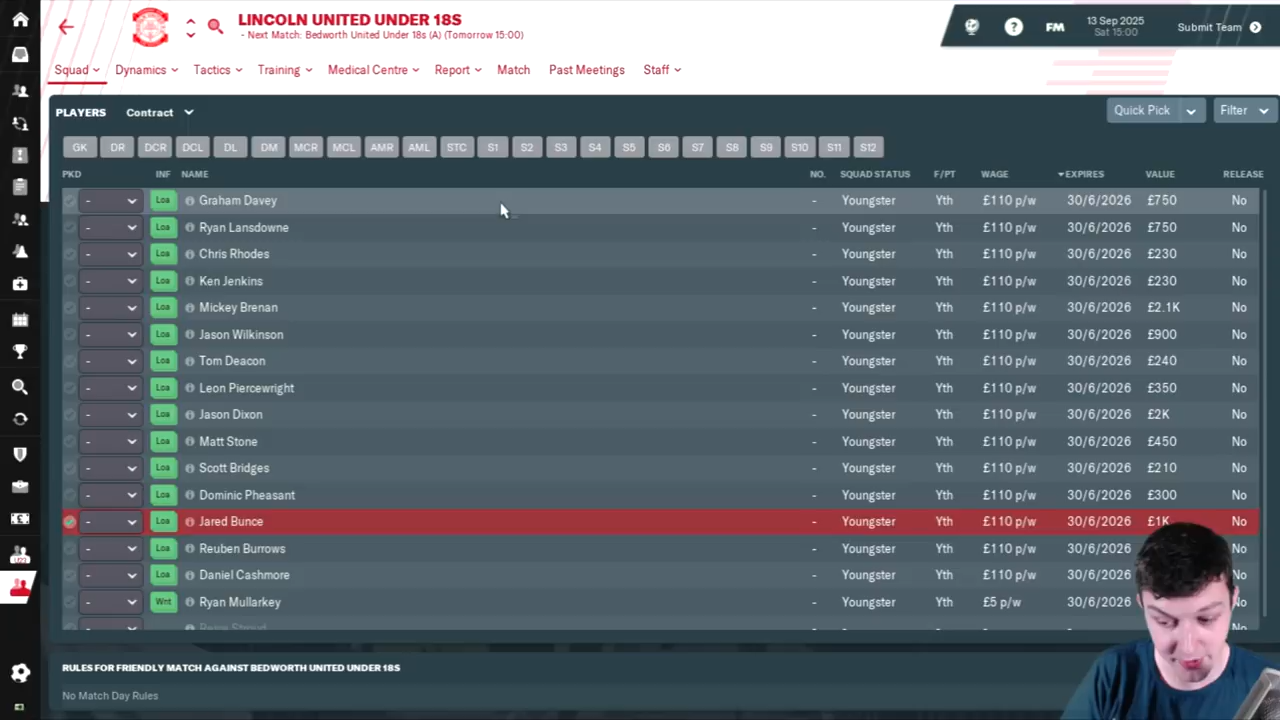 LINCOLN UNITED UNDER 18S
- Next Match: Bedworth United Under 18s (A) (Tomorrow 15:00)
? FM 13 Sep 2025
Sat 15:00
Submit Team
Squad Dynamics Tactics Training Medical Centre Report Match Past Meetings Staff
PLAYERS Contract Quick Pick Filter
GK DR DCR DCL DL DM MCR MCL AMR AML STC S1 S2 S3 S4 S5 S6 S7 S8 S9 S10 S11 S12
PKD INF NAME NO. SQUAD STATUS F/PT WAGE EXPIRES VALUE RELEASE
- Loa Graham Davey - Youngster Yth £110 p/w 30/6/2026 £750 No
- Loa Ryan Lansdowne - Youngster Yth £110 p/w 30/6/2026 £750 No
- Loa Chris Rhodes - Youngster Yth £110 p/w 30/6/2026 £230 No
- Loa Ken Jenkins - Youngster Yth £110 p/w 30/6/2026 £230 No
- Loa Mickey Brenan - Youngster Yth £110 p/w 30/6/2026 £2.1K No
- Loa Jason Wilkinson - Youngster Yth £110 p/w 30/6/2026 £900 No
- Loa Tom Deacon - Youngster Yth £110 p/w 30/6/2026 £240 No
- Loa Leon Piercewright - Youngster Yth £110 p/w 30/6/2026 £350 No
- Loa Jason Dixon - Youngster Yth £110 p/w 30/6/2026 £2K No
- Loa Matt Stone - Youngster Yth £110 p/w 30/6/2026 £450 No
- Loa Scott Bridges - Youngster Yth £110 p/w 30/6/2026 £210 No
- Loa Dominic Pheasant - Youngster Yth £110 p/w 30/6/2026 £300 No
- Loa Jared Bunce - Youngster Yth £110 p/w 30/6/2026 £1K No
- Loa Reuben Burrows - Youngster Yth £110 p/w 30/6/2026 No
- Loa Daniel Cashmore - Youngster Yth £110 p/w 30/6/2026 No
- Wnt Ryan Mullarkey - Youngster Yth £5 p/w 30/6/2026 No
RULES FOR FRIENDLY MATCH AGAINST BEDWORTH UNITED UNDER 18S
No Match Day Rules